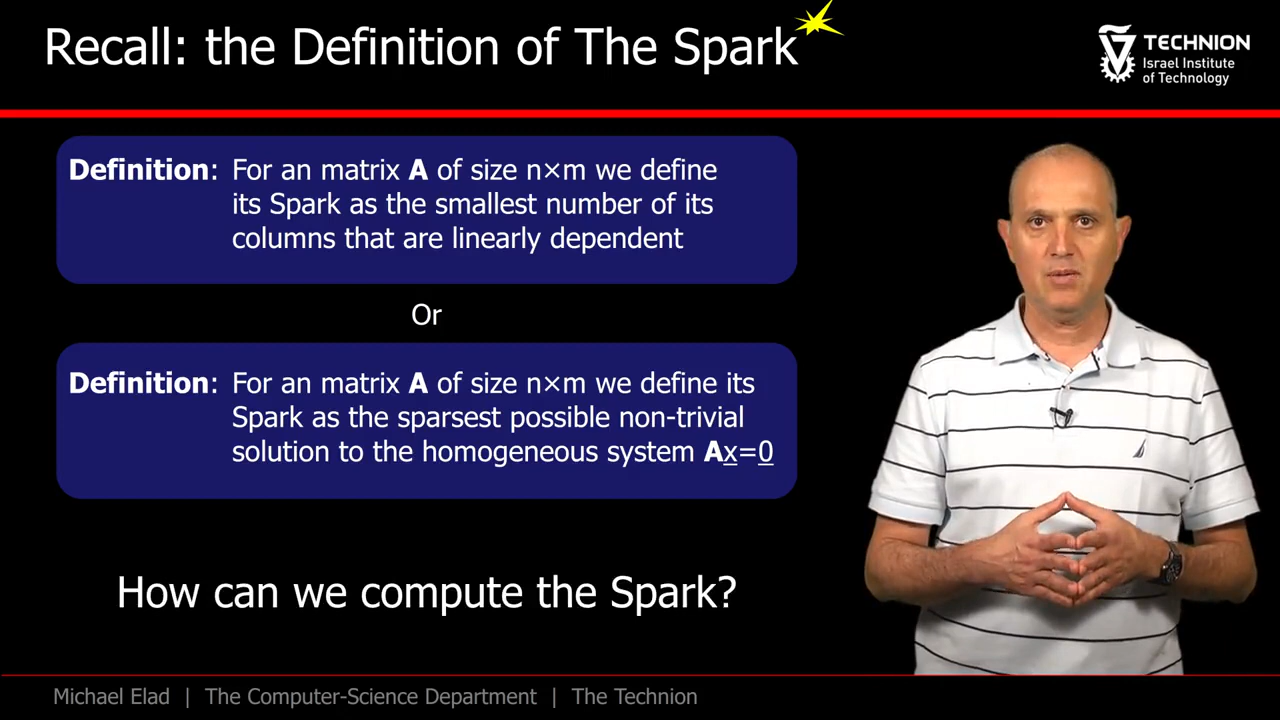 Recall: the Definition of The Spark
TECHNION
Israel Institute
of Technology
Definition: For an matrix A of size n×m we define
its Spark as the smallest number of its
columns that are linearly dependent
Or
Definition: For an matrix A of size n×m we define its
Spark as the sparsest possible non-trivial
solution to the homogeneous system Ax=0
How can we compute the Spark?
Michael Elad | The Computer-Science Department | The Technion